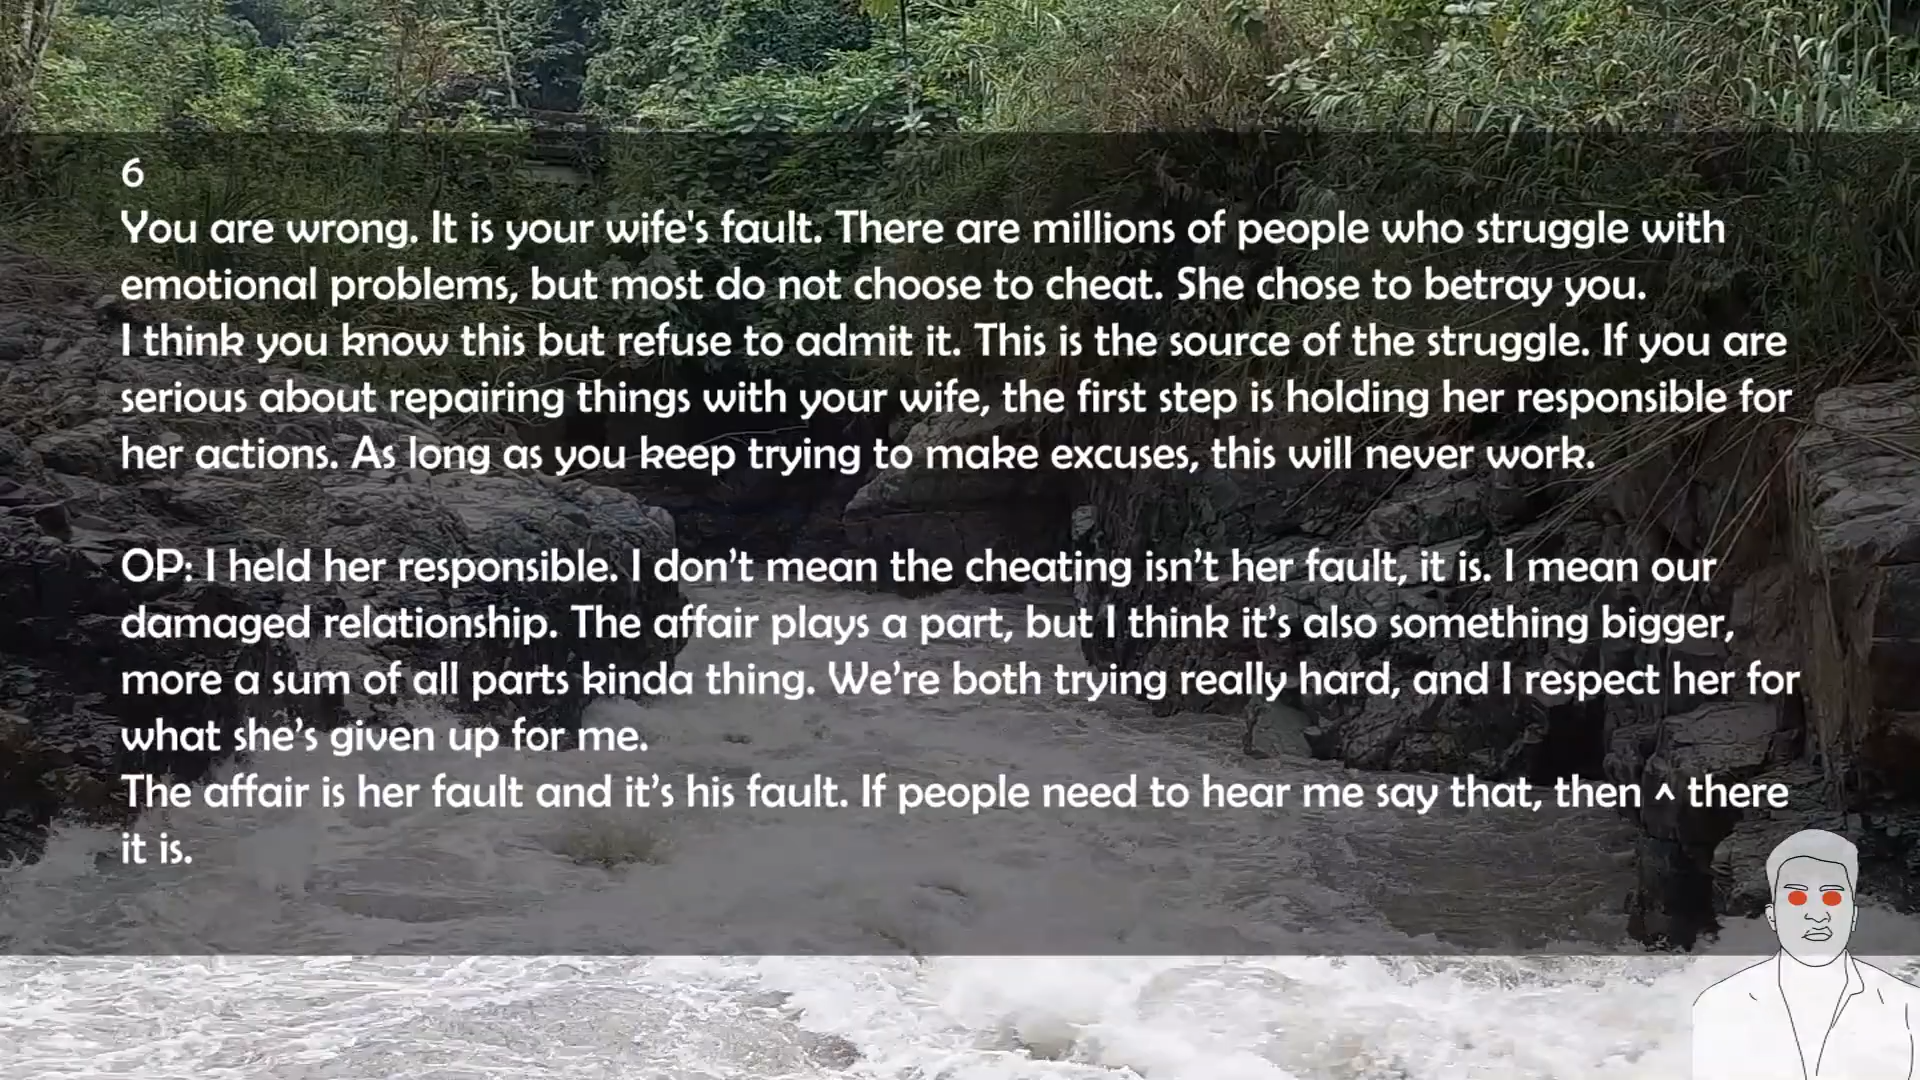 6
You are wrong. It is your wife's fault. There are millions of people who struggle with
emotional problems, but most do not choose to cheat. She chose to betray you.
I think you know this but refuse to admit it. This is the source of the struggle. If you are
serious about repairing things with your wife, the first step is holding her responsible for
her actions. As long as you keep trying to make excuses, this will never work.
OP: I held her responsible. I don’t mean the cheating isn’t her fault, it is. I mean our
damaged relationship. The affair plays a part, but I think it’s also something bigger,
more a sum of all parts kinda thing. We’re both trying really hard, and I respect her for
what she’s given up for me.
The affair is her fault and it’s his fault. If people need to hear me say that, then ^ there
it is.